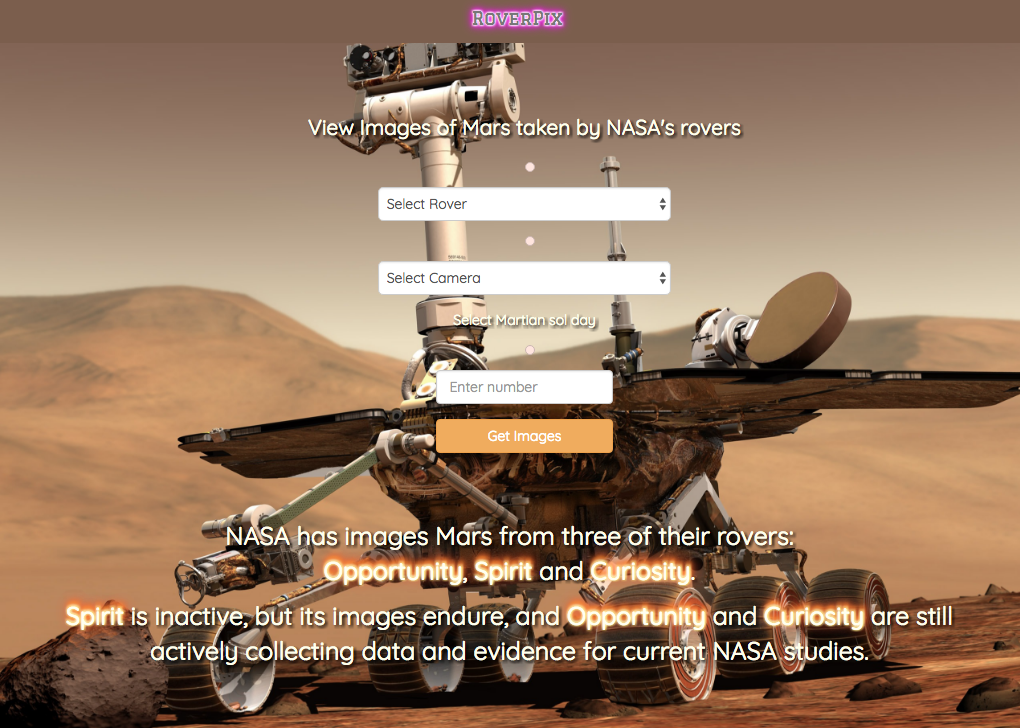 RoverPix
View Images of Mars taken by NASA's rovers
Select Rover
Select Camera
Select Martian sol day
Enter number
Get Images
NASA has images Mars from three of their rovers:
Opportunity, Spirit and Curiosity.
Spirit is inactive, but its images endure, and Opportunity and Curiosity are still
actively collecting data and evidence for current NASA studies.